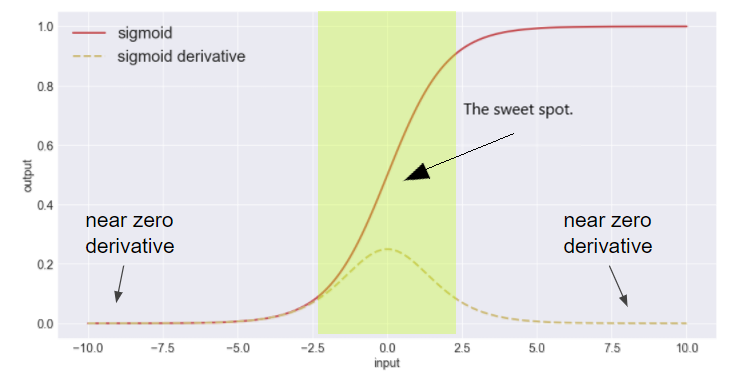 sigmoid
sigmoid derivative
The sweet spot.
near zero
derivative
near zero
derivative
output
1.0
0.8
0.6
0.4
0.2
0.0
−10.0 −7.5 −5.0 −2.5 0.0 2.5 5.0 7.5 10.0
input